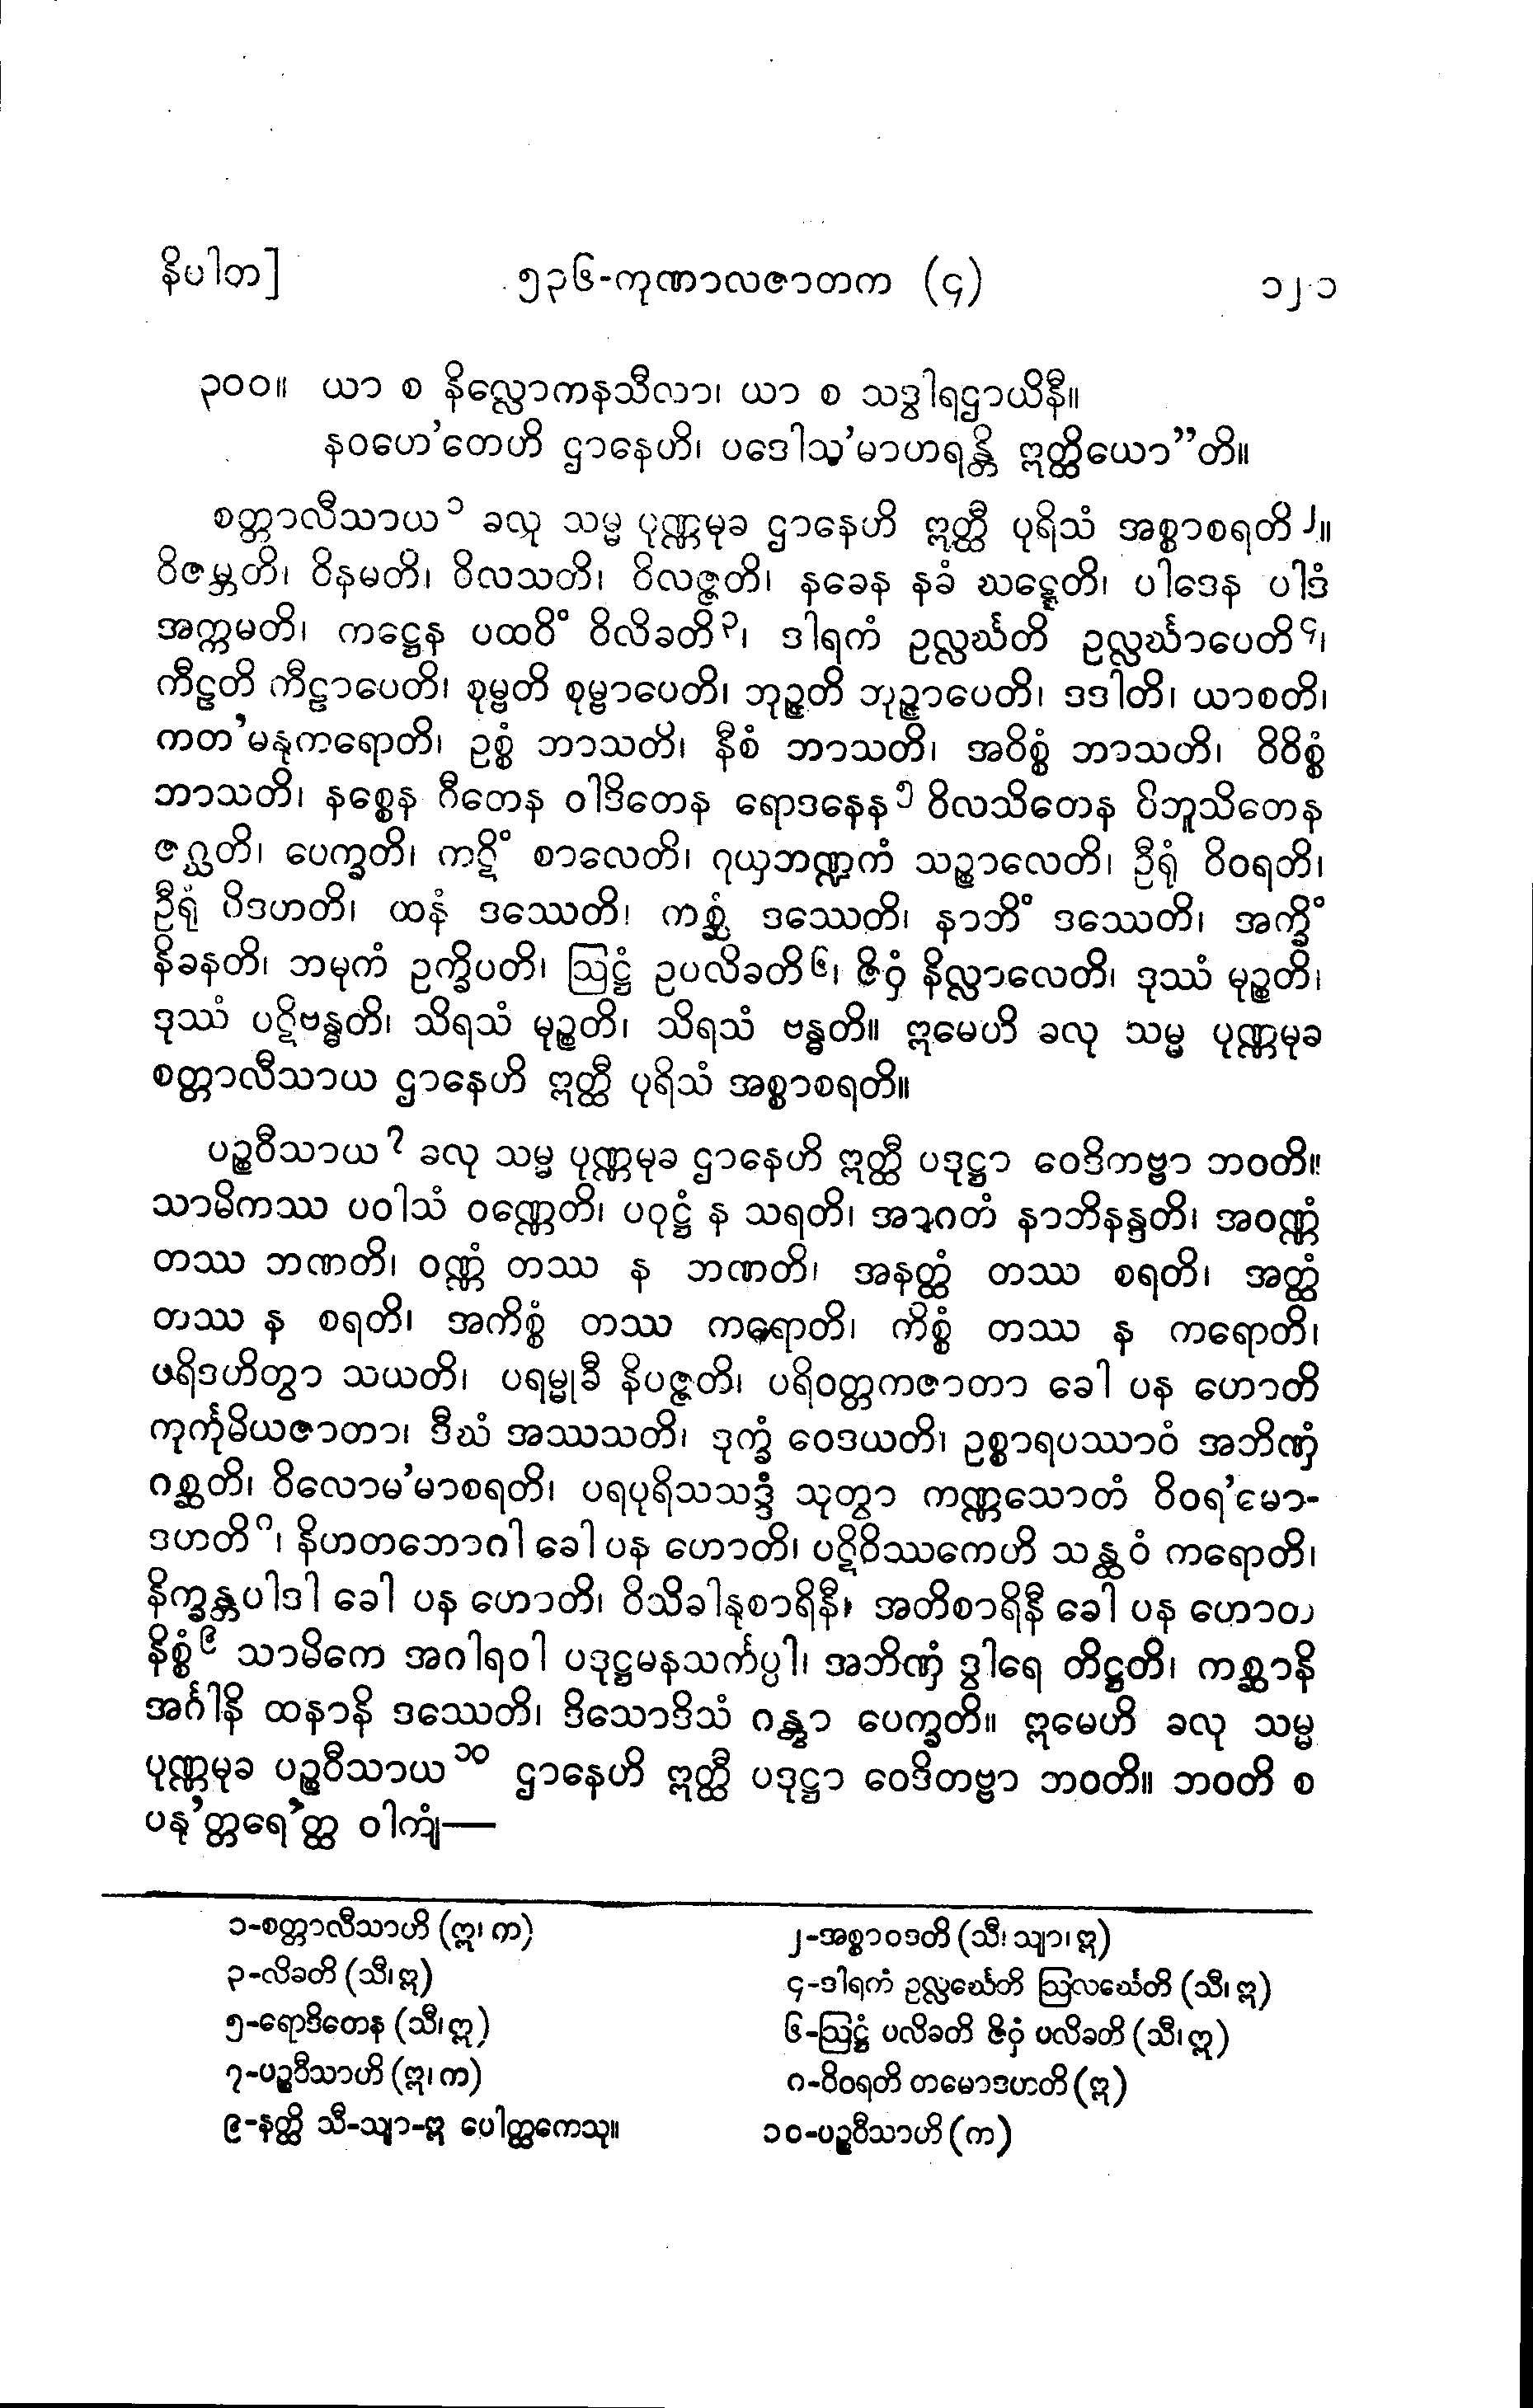 နိပါတ]
၅၃၆-ကုဏာလဇာတက (၄)
၁၂၁
၃၀၀။ ယာ စ နိလ္လောကနသီလာ၊ ယာ စ သဒွါရဌာယိနီ။
နဝဟေ'တေဟိ ဌာနေဟိ၊ ပဒေါသ'မာဟရန္တိ ဣတ္ထိယော”တိ။
စတ္တာလီသာယ၁ ခလု သမ္မ ပုဏ္ဏမုခ ဌာနေဟိ ဣတ္ထီ ပုရိသံ အစ္စာစရတိ၂။
ဝိဇမ္ဘတိ၊ ဝိနမတိ၊ ဝိလသတိ၊ ဝိလဇ္ဇတိ၊ နခေန နခံ ဃဋ္ဋေတိ၊ ပါဒေန ပါဒံ
အက္ကမတိ၊ ကဋ္ဌေန ပထဝိံ ဝိလိခတိ၃၊ ဒါရကံ ဥလ္လင်္ဃတိ ဥလ္လင်္ဃာပေတိ၄၊
ကီဠတိ ကီဠာပေတိ၊ စုမ္ဗတိ စုမ္ဗာပေတိ၊ ဘုဉ္ဇတိ ဘုဉ္ဇာပေတိ၊ ဒဒါတိ၊ ယာစတိ၊
ကတ'မနုကရောတိ၊ ဥစ္စံ ဘာသတိ၊ နီစံ ဘာသတိ၊ အဝိစ္စံ ဘာသတိ၊ ဝိဝိစ္စံ
ဘာသတိ၊ နစ္စေန ဂီတေန ဝါဒိတေန ရောဒနေန၅ ဝိလသိတေန ဝိဘူသိတေန
ဇဂ္ဃတိ၊ ပေက္ခတိ၊ ကဋိံ စာလေတိ၊ ဂုယှဘဏ္ဍကံ သဉ္စာလေတိ၊ ဦရုံ ဝိဝရတိ၊
ဦရုံ ပိဒဟတိ၊ ထနံ ဒဿေတိ၊ ကစ္ဆံ ဒဿေတိ၊ နာဘိံ ဒဿေတိ၊ အက္ခိံ
နိခနတိ၊ ဘမုကံ ဥက္ခိပတိ၊ ဩဋ္ဌံ ဥပလိခတိ၆၊ ဇိဝှံ နိလ္လာလေတိ၊ ဒုဿံ မုဉ္စတိ၊
ဒုဿံ ပဋိဗန္ဓတိ၊ သိရသံ မုဉ္စတိ၊ သိရသံ ဗန္ဓတိ။ ဣမေဟိ ခလု သမ္မ ပုဏ္ဏမုခ
စတ္တာလီသာယ ဌာနေဟိ ဣတ္ထီ ပုရိသံ အစ္စာစရတိ။
ပဉ္စဝီသာယ၇ ခလု သမ္မ ပုဏ္ဏမုခ ဌာနေဟိ ဣတ္ထီ ပဒုဋ္ဌာ ဝေဒိကဗ္ဗာ ဘဝတိ။
သာမိကဿ ပဝါသံ ဝဏ္ဏေတိ၊ ပဝုဋ္ဌံ န သရတိ၊ အာဂတံ နာဘိနန္ဒတိ၊ အဝဏ္ဏံ
တဿ ဘဏတိ၊ ဝဏ္ဏံ တဿ န ဘဏတိ၊ အနတ္ထံ တဿ စရတိ၊ အတ္ထံ
တဿ န စရတိ၊ အကိစ္စံ တဿ ကရောတိ၊ ကိစ္စံ တဿ န ကရောတိ၊
ပရိဒဟိတွာ သယတိ၊ ပရမ္မုခီ နိပဇ္ဇတိ၊ ပရိဝတ္တကဇာတာ ခေါ ပန ဟောတိ
ကုင်္ကုမိယဇာတာ၊ ဒီဃံ အဿသတိ၊ ဒုက္ခံ ဝေဒယတိ၊ ဥစ္စာရပဿာဝံ အဘိဏှံ
ဂစ္ဆတိ၊ ဝိလောမ'မာစရတိ၊ ပရပုရိသသဒ္ဒံ သုတွာ ကဏ္ဏသောတံ ဝိဝရ'မော-
ဒဟတိ၈၊ နိဟတဘောဂါ ခေါ ပန ဟောတိ၊ ပဋိဝိဿကေဟိ သန္ထဝံ ကရောတိ၊
နိက္ခန္တပါဒါ ခေါ ပန ဟောတိ၊ ဝိသိခါနုစာရိနီ၊ အတိစာရိနီ ခေါ ပန ဟောတိ
နိစ္စံ၉ သာမိကေ အဂါရဝါ ပဒုဋ္ဌမနသင်္ကပ္ပါ၊ အဘိဏှံ ဒွါရေ တိဋ္ဌတိ၊ ကစ္ဆာနိ
အင်္ဂါနိ ထနာနိ ဒဿေတိ၊ ဒိသောဒိသံ ဂန္တွာ ပေက္ခတိ။ ဣမေဟိ ခလု သမ္မ
ပုဏ္ဏမုခ ပဉ္စဝီသာယ၁၀ ဌာနေဟိ ဣတ္ထီ ပဒုဋ္ဌာ ဝေဒိတဗ္ဗာ ဘဝတိ။ ဘဝတိ စ
ပနု'တ္တရေ'တ္ထ ဝါကျံ—
၁-စတ္တာလီသာဟိ (ဣ၊ က)
၂-အစ္စာဝဒတိ (သီ၊ သျာ၊ ဣ)
၃-လိခတိ (သီ၊ ဣ)
၄-ဒါရကံ ဥလ္လင်္ဃေတိ ဩလင်္ဃေတိ (သီ၊ ဣ)
၅-ရောဒိတေန (သီ၊ ဣ)
၆-ဩဋ္ဌံ ပလိခတိ ဇိဝှံ ပလိခတိ (သီ၊ ဣ)
၇-ပဉ္စဝီသာဟိ (ဣ၊ က)
၈-ဝိဝရတိ တမောဒဟတိ (ဣ)
၉-နတ္ထိ သီ-သျာ-ဣ ပေါတ္ထကေသု။
၁၀-ပဉ္စဝီသာဟိ (က)